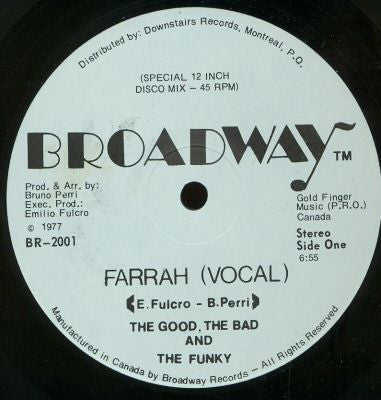 Distributed by: Downstairs Records, Montreal, P.Q.
(SPECIAL 12 INCH
DISCO MIX - 45 RPM)
BROADWAY TM
Prod. & Arr. by:
Bruno Perri
Exec. Prod.:
Emilio Fulcro
© 1977
BR-2001
Gold Finger
Music (P.R.O.)
Canada
Stereo
Side One
6:55
FARRAH (VOCAL)
(E. Fulcro - B. Perri)
THE GOOD, THE BAD
AND
THE FUNKY
Manufactured in Canada by Broadway Records - All Rights Reserved